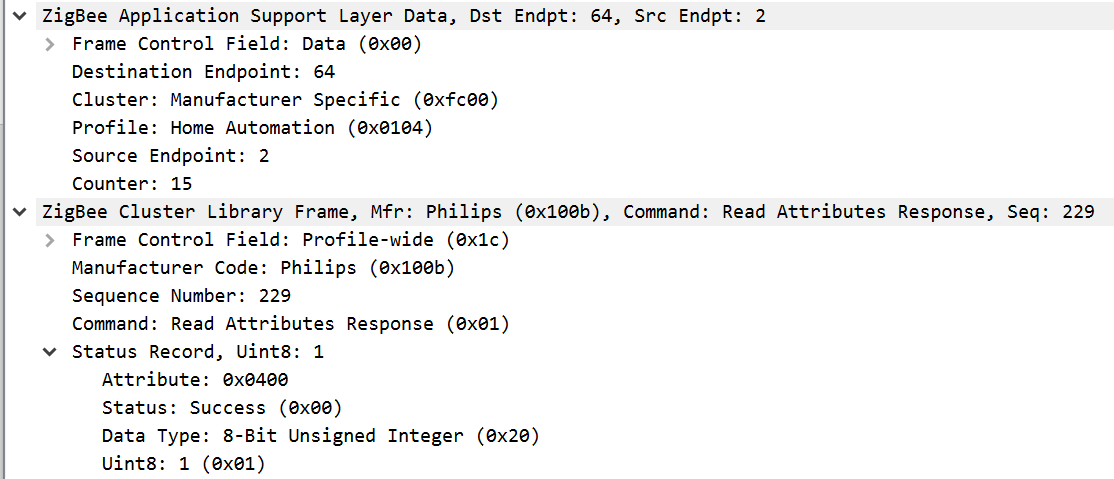 ZigBee Application Support Layer Data, Dst Endpt: 64, Src Endpt: 2
Frame Control Field: Data (0x00)
Destination Endpoint: 64
Cluster: Manufacturer Specific (0xfc00)
Profile: Home Automation (0x0104)
Source Endpoint: 2
Counter: 15
ZigBee Cluster Library Frame, Mfr: Philips (0x100b), Command: Read Attributes Response, Seq: 229
Frame Control Field: Profile-wide (0x1c)
Manufacturer Code: Philips (0x100b)
Sequence Number: 229
Command: Read Attributes Response (0x01)
Status Record, Uint8: 1
Attribute: 0x0400
Status: Success (0x00)
Data Type: 8-Bit Unsigned Integer (0x20)
Uint8: 1 (0x01)